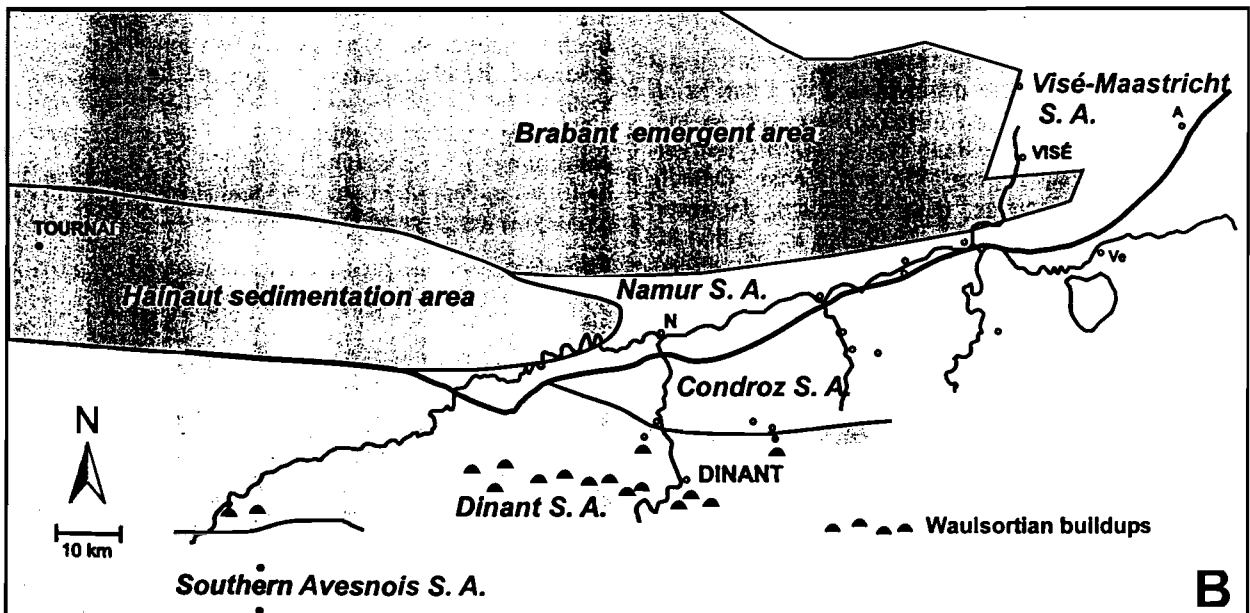 Visé-Maastricht
S. A.
A
Brabant emergent area
VISÉ
TOURNAI
Ve
Hainaut sedimentation area
Namur S. A.
N
Condroz S. A.
N
DINANT
Dinant S. A.
Waulsortian buildups
10 km
Southern Avesnois S. A.
B